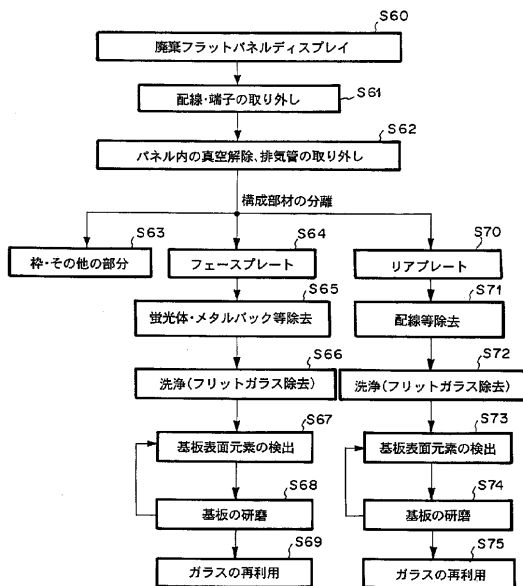 S60
廃棄フラットパネルディスプレイ
S61
配線・端子の取り外し
S62
パネル内の真空解除、排気管の取り外し
構成部材の分離
S63
枠・その他の部分
S64
フェースプレート
S70
リアプレート
S65
蛍光体・メタルバック等除去
S71
配線等除去
S66
洗浄(フリットガラス除去)
S72
洗浄(フリットガラス除去)
S67
基板表面元素の検出
S73
基板表面元素の検出
S68
基板の研磨
S74
基板の研磨
S69
ガラスの再利用
S75
ガラスの再利用